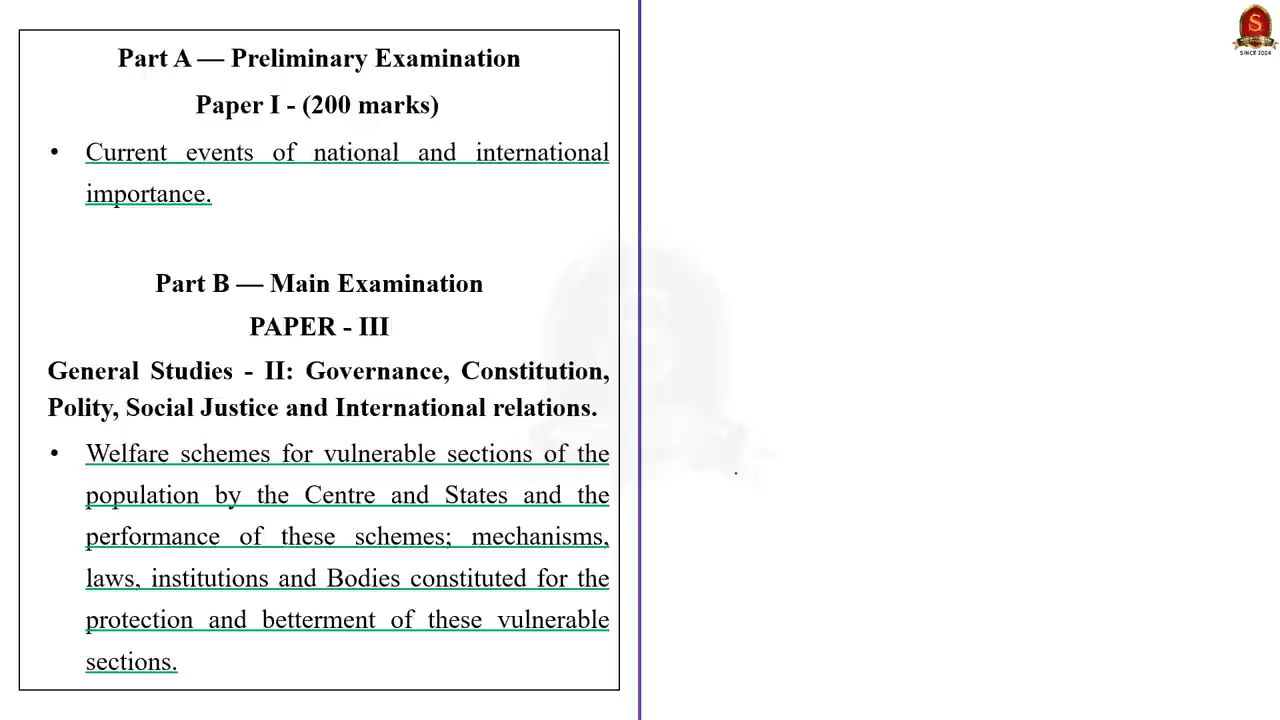 Part A — Preliminary Examination
Paper I - (200 marks)
• Current events of national and international
importance.
Part B — Main Examination
PAPER - III
General Studies - II: Governance, Constitution,
Polity, Social Justice and International relations.
• Welfare schemes for vulnerable sections of the
population by the Centre and States and the
performance of these schemes; mechanisms,
laws, institutions and Bodies constituted for the
protection and betterment of these vulnerable
sections.
S
SINCE 2004